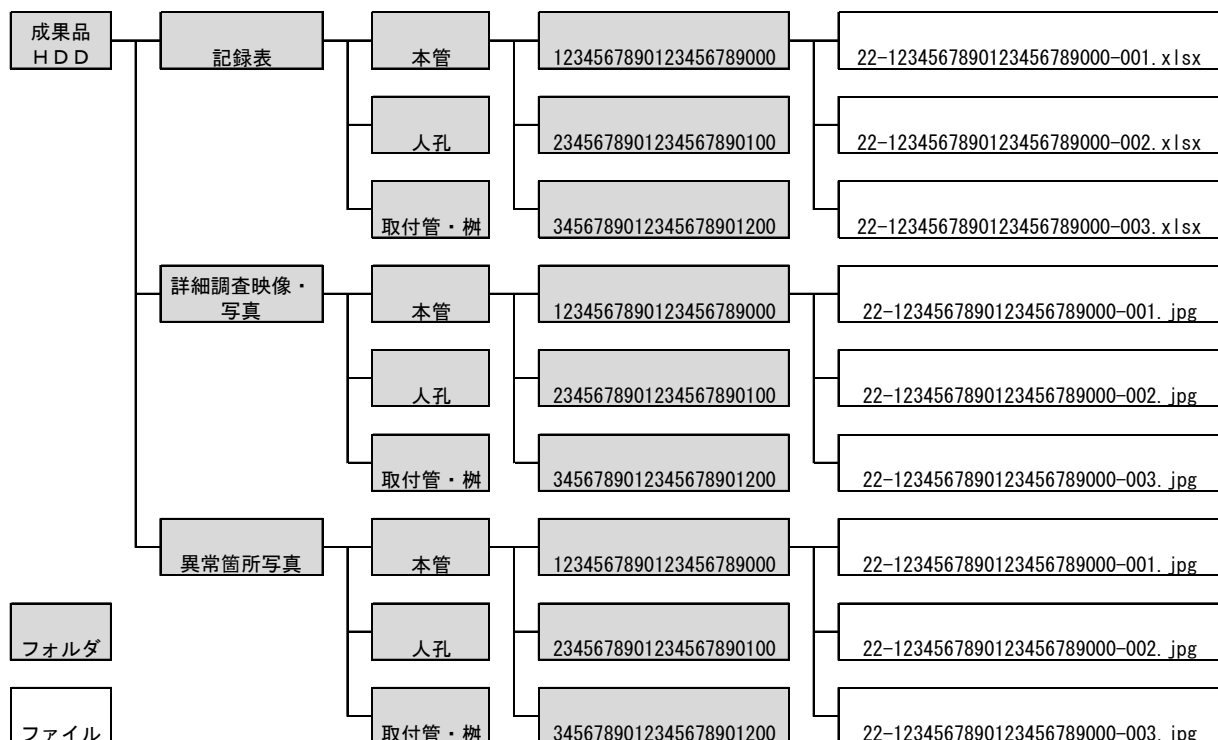 成果品
ＨＤＤ
記録表
本管
1234567890123456789000
22-1234567890123456789000-001.xlsx
人孔
2345678901234567890100
22-1234567890123456789000-002.xlsx
取付管・桝
3456789012345678901200
22-1234567890123456789000-003.xlsx
詳細調査映像・
写真
本管
1234567890123456789000
22-1234567890123456789000-001.jpg
人孔
2345678901234567890100
22-1234567890123456789000-002.jpg
取付管・桝
3456789012345678901200
22-1234567890123456789000-003.jpg
異常箇所写真
本管
1234567890123456789000
22-1234567890123456789000-001.jpg
フォルダ
人孔
2345678901234567890100
22-1234567890123456789000-002.jpg
ファイル
取付管・桝
3456789012345678901200
22-1234567890123456789000-003.jpg